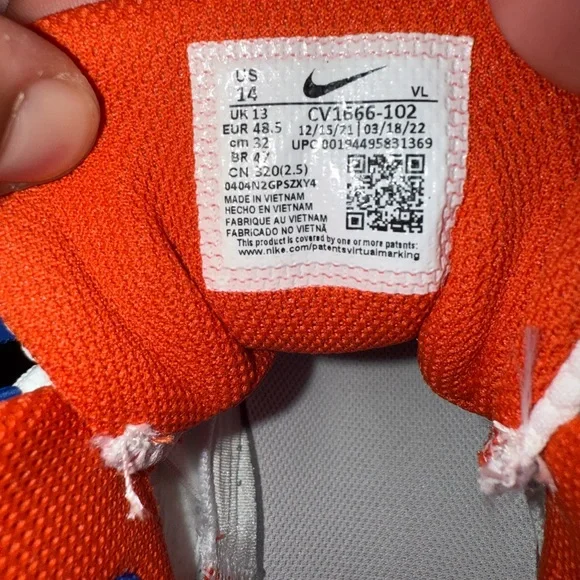 US
14
VL
UK 13
CV1666-102
EUR 48.5
12/15/21 | 03/18/22
cm 32
UPC 00194495831369
BR 47
CN 320(2.5)
0404N2GPSZXY4
MADE IN VIETNAM
HECHO EN VIETNAM
FABRIQUE AU VIETNAM
FABRICADO NO VIETNÃ
This product is covered by one or more patents:
www.nike.com/patentsvirtualmarking